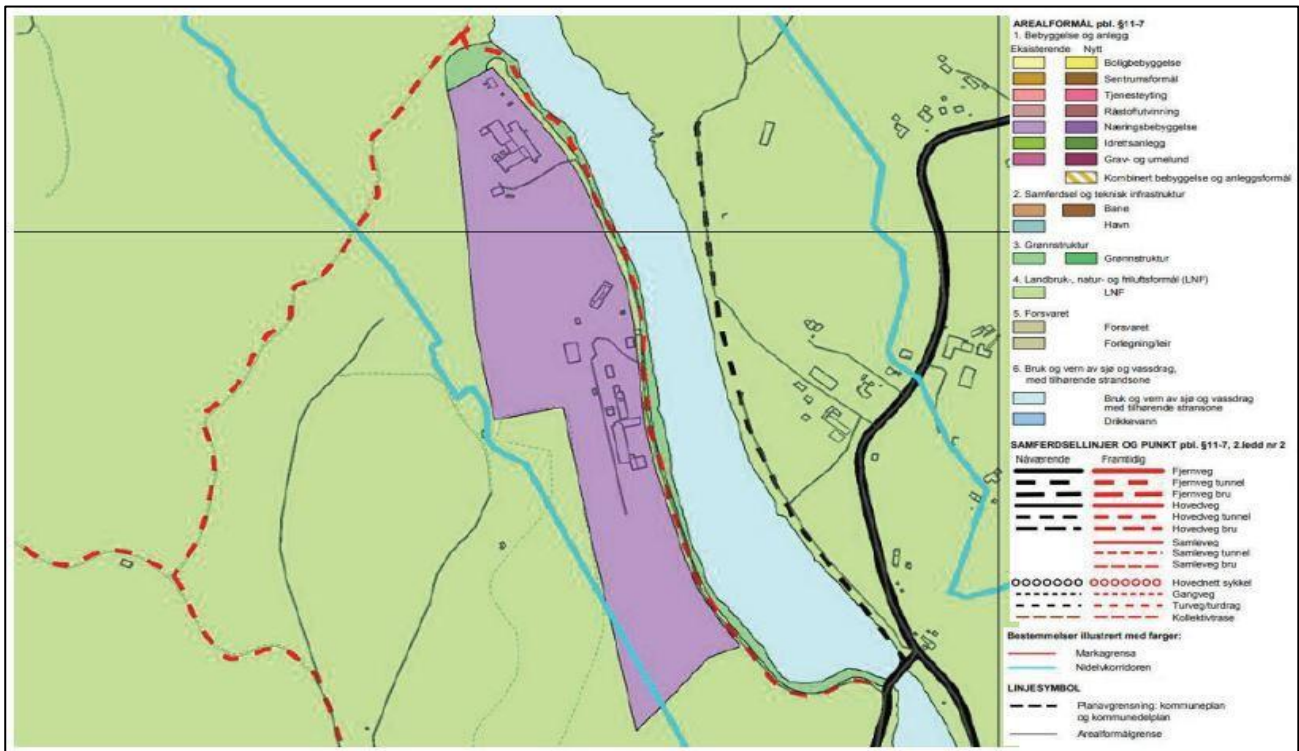 AREALFORMÅL pbl. §11-7
1. Bebyggelse og anlegg
Eksisterende Nytt
Boligbebyggelse
Sentrumsformål
Tjenesteyting
Råstoffutvinning
Næringsbebyggelse
Idrettsanlegg
Grav- og urnelund
Kombinert bebyggelse og anleggsformål
2. Samferdsel og teknisk infrastruktur
Bane
Havn
3. Grønnstruktur
Grønnstruktur
4. Landbruk-, natur- og friluftsformål (LNF)
LNF
5. Forsvaret
Forsvaret
Forlegning/leir
6. Bruk og vern av sjø og vassdrag,
med tilhørende strandsone
Bruk og vern av sjø og vassdrag
med tilhørende stransone
Drikkevann
SAMFERDSELLINJER OG PUNKT pbl. §11-7, 2.ledd nr 2
Nåværende Framtidig
Fjernveg
Fjernveg tunnel
Fjernveg bru
Hovedveg
Hovedveg tunnel
Hovedveg bru
Samleveg
Samleveg tunnel
Samleveg bru
Hovednett sykkel
Gangveg
Turveg/turdrag
Kollektivtrase
Bestemmelser illustrert med farger:
Markagrensa
Nidelvkorridoren
LINJESYMBOL
Planavgrensning: kommuneplan
og kommunedelplan
Arealformålgrense